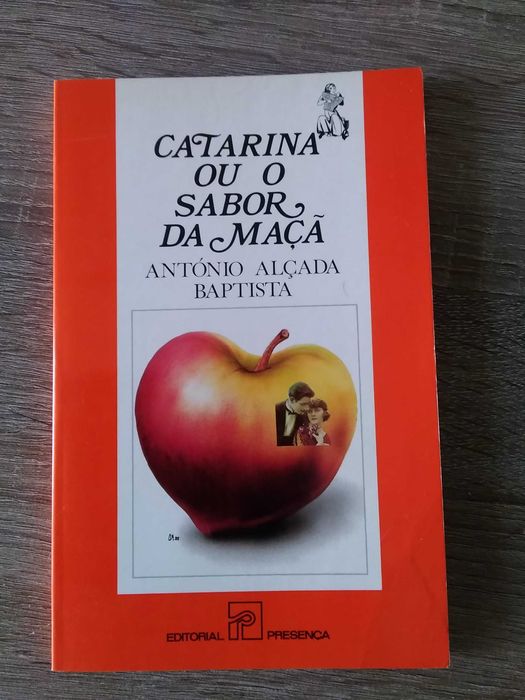 CATARINA
OU O
SABOR
DA MAÇÃ
ANTÓNIO ALÇADA
BAPTISTA
EDITORIAL PRESENÇA